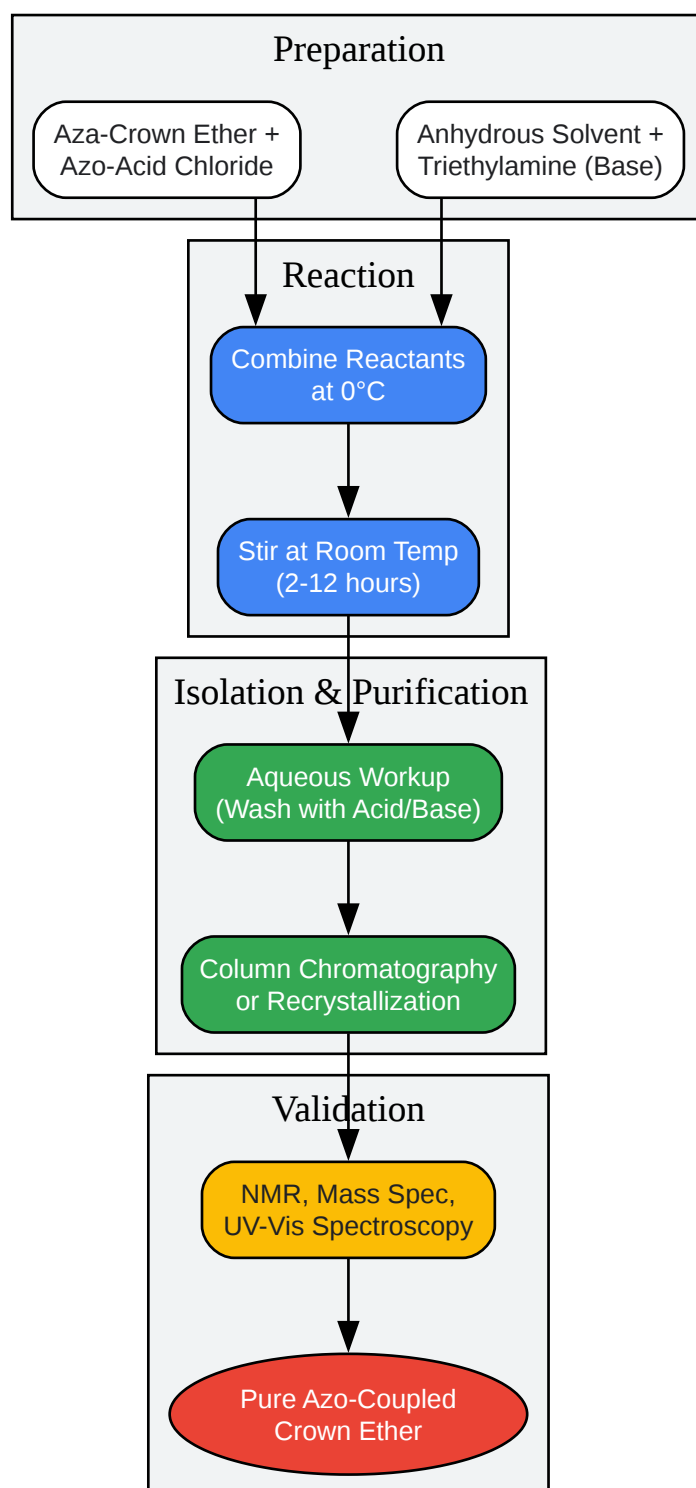 Preparation
Aza-Crown Ether +
Azo-Acid Chloride
Anhydrous Solvent +
Triethylamine (Base)
Reaction
Combine Reactants
at 0°C
Stir at Room Temp
(2-12 hours)
Isolation & Purification
Aqueous Workup
(Wash with Acid/Base)
Column Chromatography
or Recrystallization
Validation
NMR, Mass Spec,
UV-Vis Spectroscopy
Pure Azo-Coupled
Crown Ether